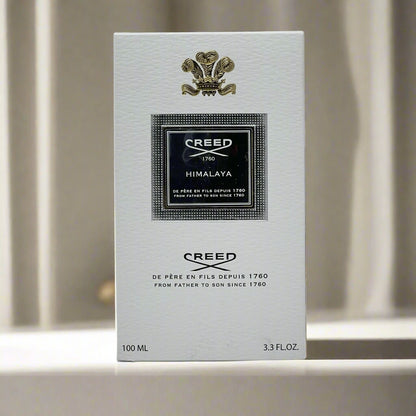 CREED
1760
HIMALAYA
DE PÈRE EN FILS DEPUIS 1760
FROM FATHER TO SON SINCE 1760
CREED
DE PÈRE EN FILS DEPUIS 1760
FROM FATHER TO SON SINCE 1760
100 ML 3.3 FL.OZ.